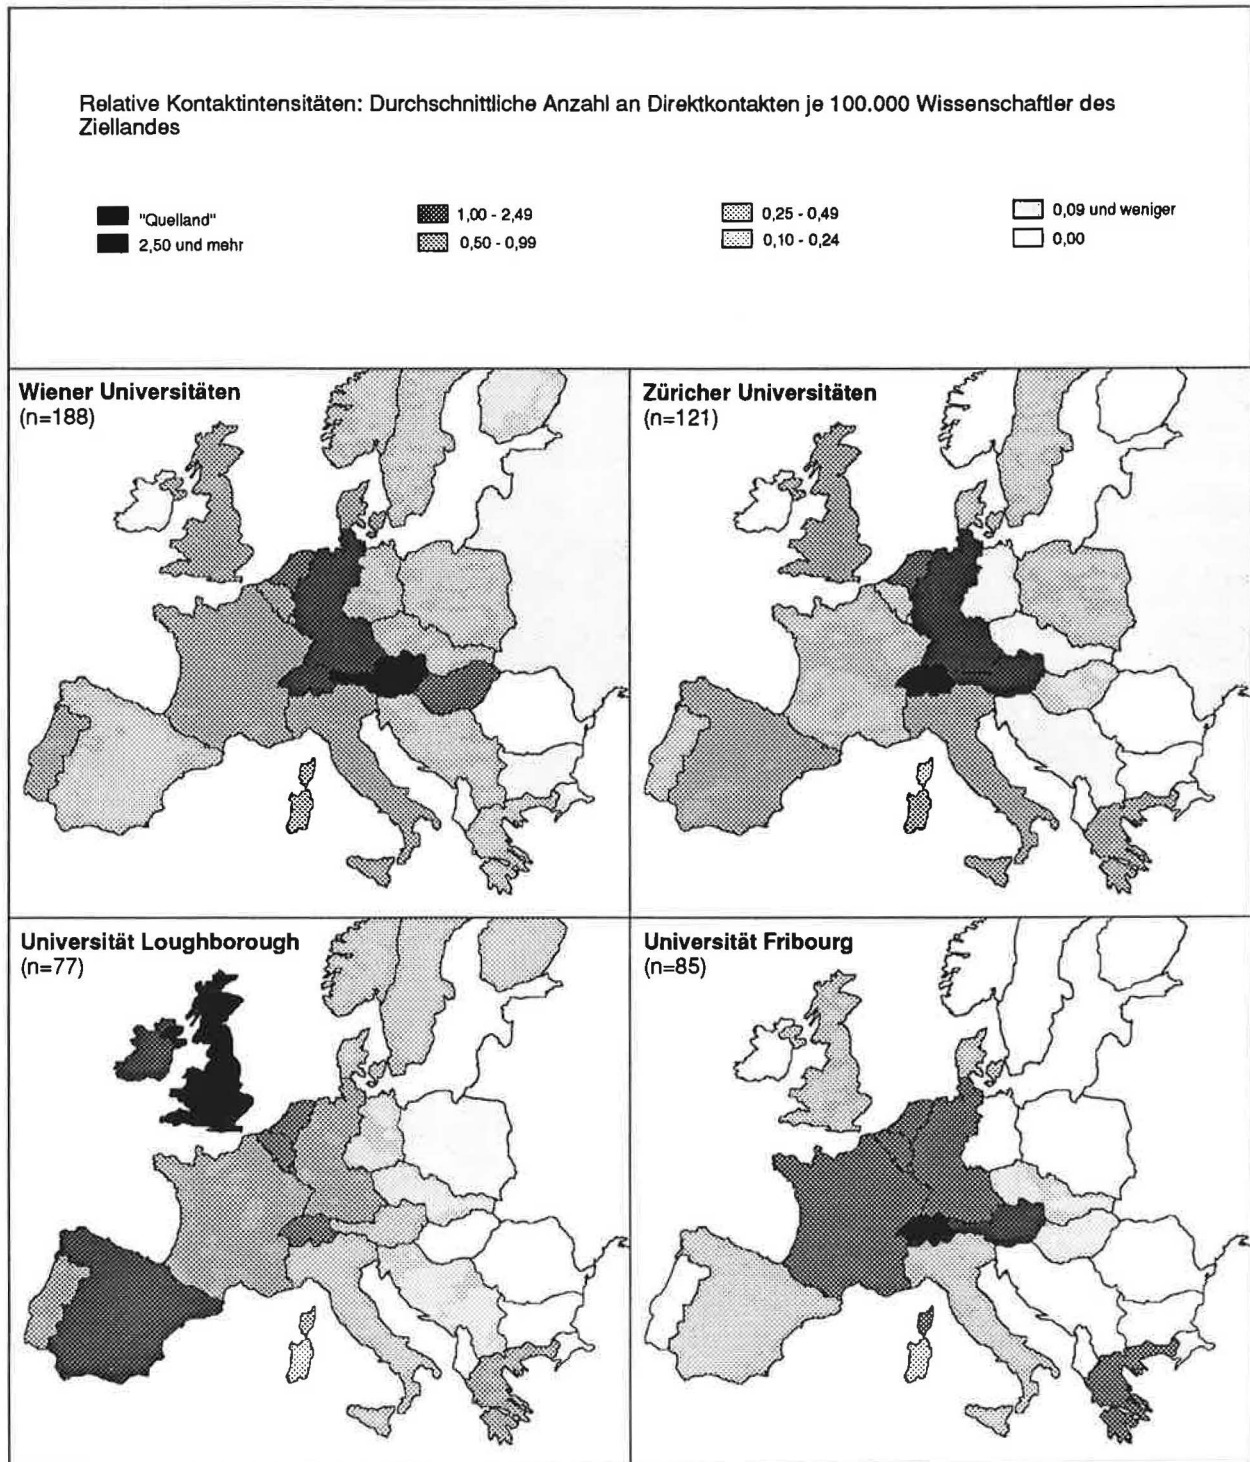 Relative Kontaktintensitäten: Durchschnittliche Anzahl an Direktkontakten je 100.000 Wissenschaftler des
Ziellandes
"Quelland"
1,00 - 2,49
0,25 - 0,49
0,09 und weniger
2,50 und mehr
0,50 - 0,99
0,10 - 0,24
0,00
Wiener Universitäten
(n=188)
Züricher Universitäten
(n=121)
Universität Loughborough
(n=77)
Universität Fribourg
(n=85)